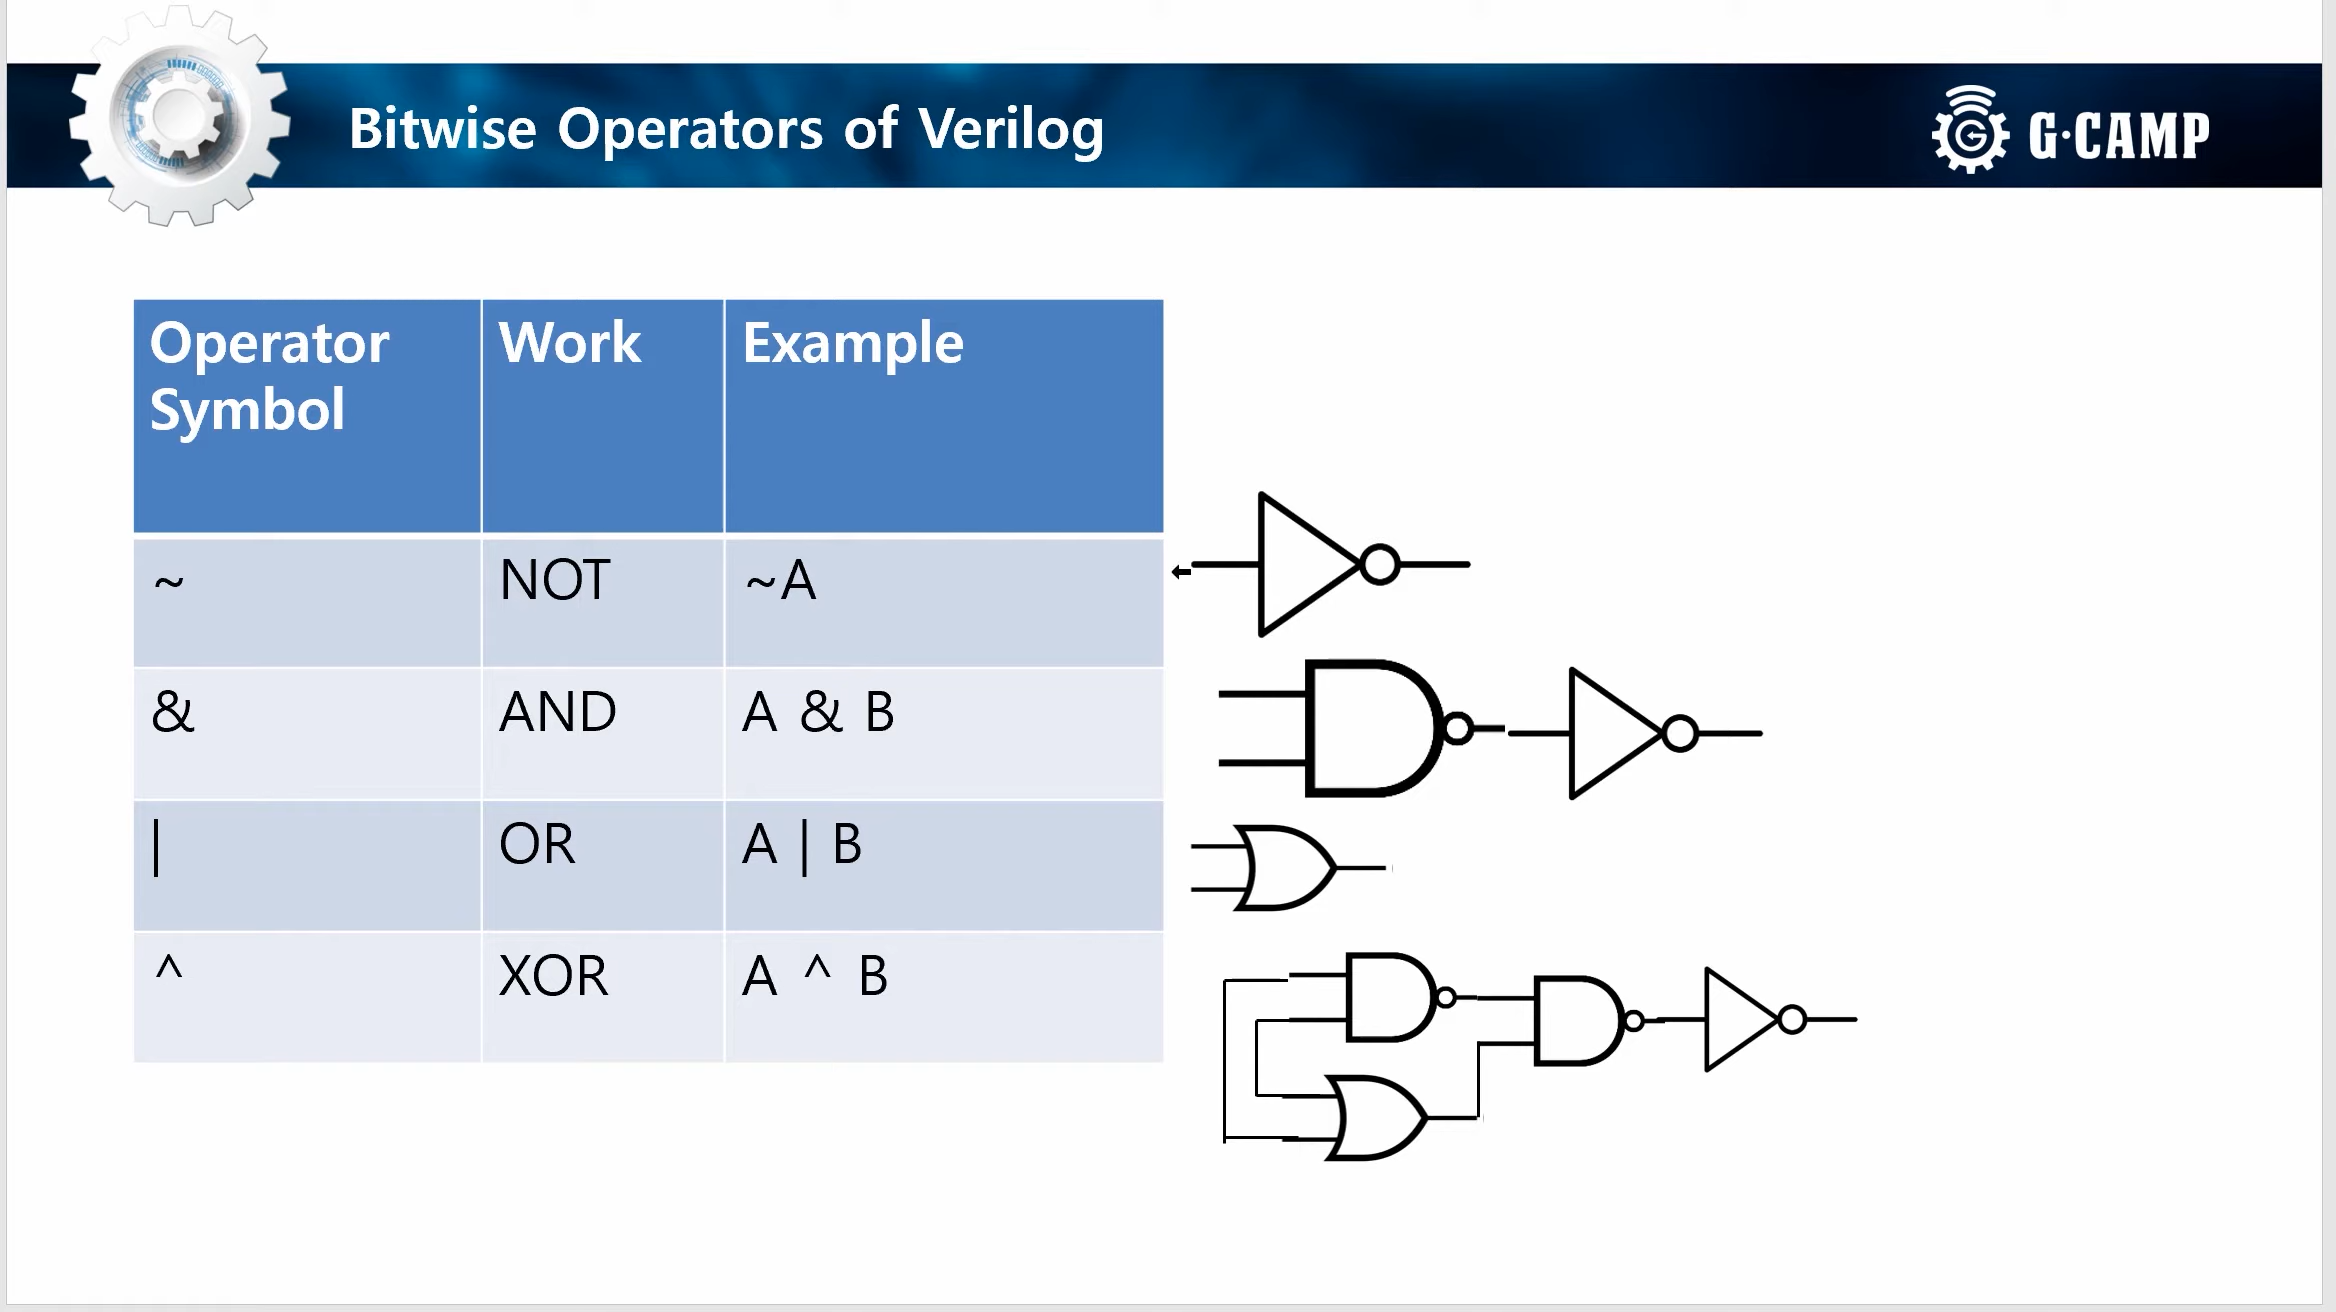 Bitwise Operators of Verilog
G·CAMP
Operator Symbol
Work
Example
~
NOT
~A
&
AND
A & B
|
OR
A | B
^
XOR
A ^ B